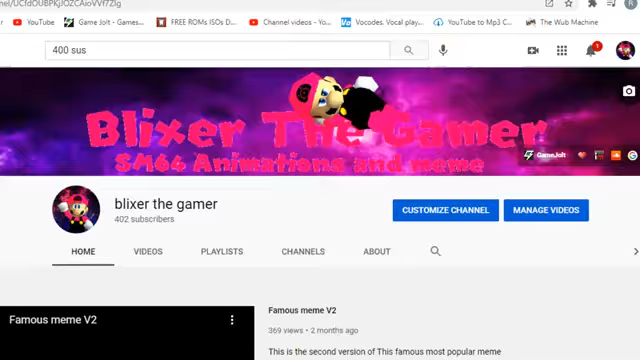 YouTube
Game Jolt - Games...
FREE ROMs ISOs D...
Channel videos - Yo...
Vocodes. Vocal play...
YouTube to Mp3 C...
The Wub Machine
400 sus
1
R
Blixer The Gamer
SM64 Animations and meme
GameJolt
blixer the gamer
402 subscribers
CUSTOMIZE CHANNEL
MANAGE VIDEOS
HOME
VIDEOS
PLAYLISTS
CHANNELS
ABOUT
Famous meme V2
Famous meme V2
369 views • 2 months ago
This is the second version of This famous most popular meme